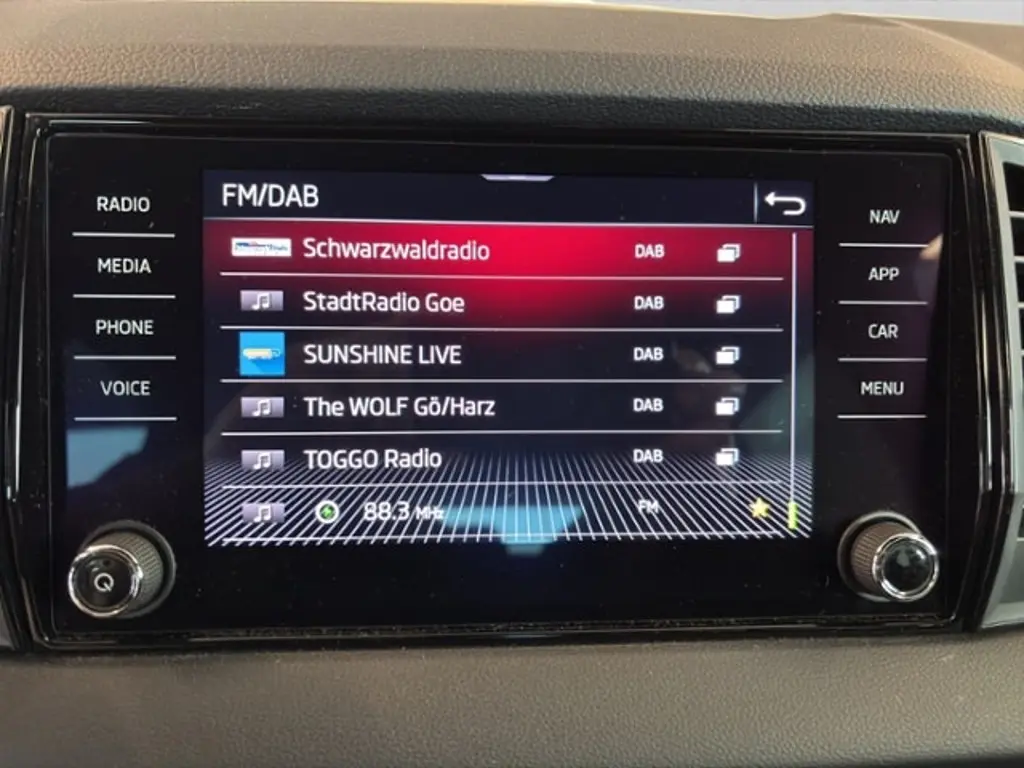 FM/DAB
RADIO
MEDIA
PHONE
VOICE
Schwarzwaldradio DAB
StadtRadio Goe DAB
SUNSHINE LIVE DAB
The WOLF Gö/Harz DAB
TOGGO Radio DAB
88.3 MHz FM
NAV
APP
CAR
MENU